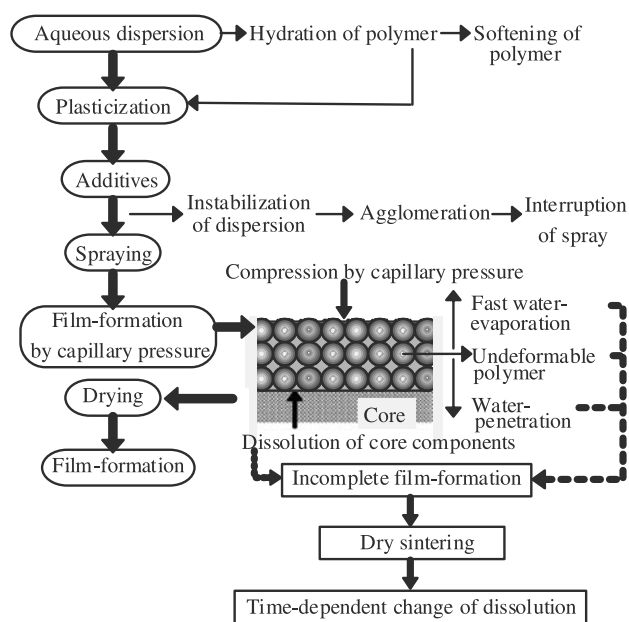 Aqueous dispersion
Hydration of polymer
Softening of
polymer
Plasticization
Additives
Instabilization
of dispersion
Agglomeration
Interruption
of spray
Spraying
Compression by capillary pressure
Film-formation
by capillary pressure
Fast water-
evaporation
Undeformable
polymer
Water-
penetration
Drying
Core
Dissolution of core components
Film-formation
Incomplete film-formation
Dry sintering
Time-dependent change of dissolution